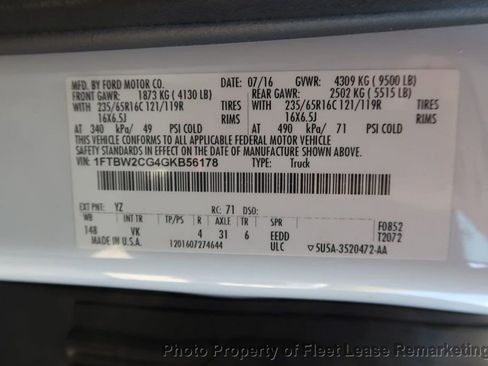 MFD. BY FORD MOTOR CO. DATE: 07/16 GVWR: 4309 KG ( 9500 LB)
FRONT GAWR: 1873 KG ( 4130 LB) REAR GAWR: 2502 KG ( 5515 LB)
WITH 235/65R16C 121/119R TIRES WITH 235/65R16C 121/119R TIRES
16X6.5J RIMS 16X6.5J RIMS
AT 340 kPa/ 49 PSI COLD AT 490 kPa/ 71 PSI COLD
THIS VEHICLE CONFORMS TO ALL APPLICABLE FEDERAL MOTOR VEHICLE
SAFETY STANDARDS IN EFFECT ON THE DATE OF MANUFACTURE SHOWN ABOVE.
VIN: 1FTBW2CG4GKB56178 TYPE: Truck
EXT PNT: YZ RC: 71 DSO:
WB INT TR TP/PS R AXLE TR SPR F0852
148 VK 4 31 6 EEDD T2072
MADE IN U.S.A. 1201607274644 ULC 5U5A-3520472-AA
Photo Property of Fleet Lease Remarketing